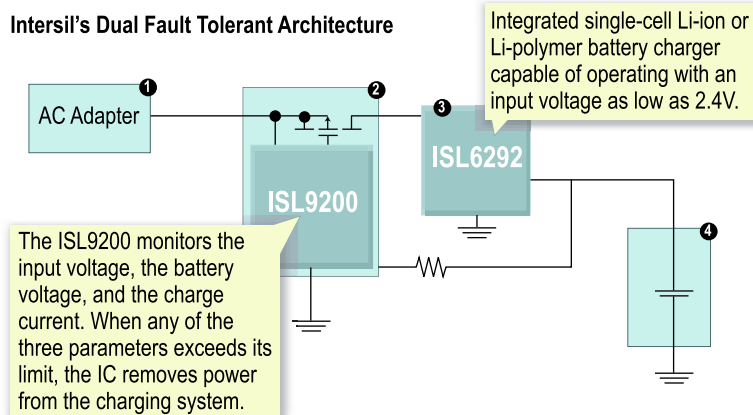 Intersil’s Dual Fault Tolerant Architecture
Integrated single-cell Li-ion or
Li-polymer battery charger
capable of operating with an
input voltage as low as 2.4V.
1
AC Adapter
2
3
ISL6292
ISL9200
The ISL9200 monitors the
input voltage, the battery
voltage, and the charge
current. When any of the
three parameters exceeds its
limit, the IC removes power
from the charging system.
4